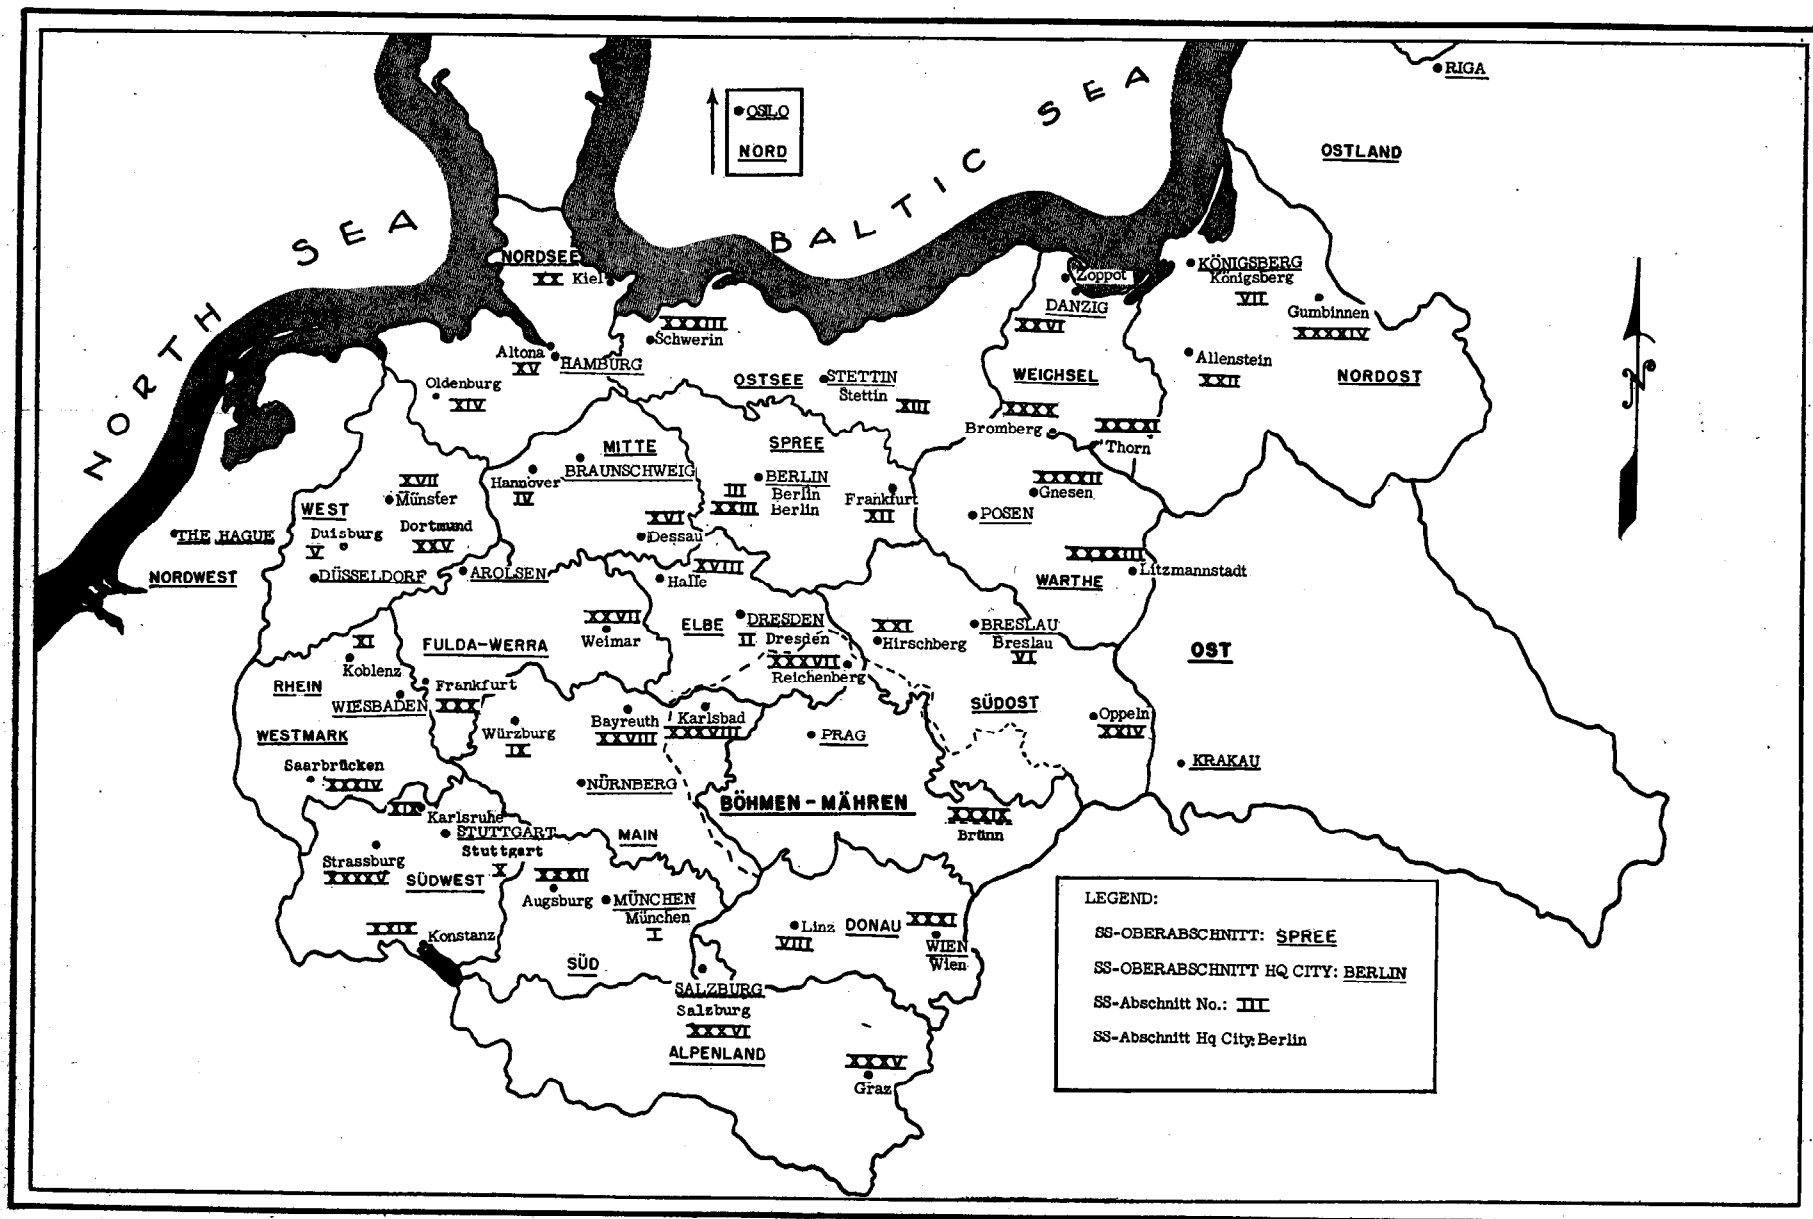 RIGA
OSTLAND
OSILO
NORD
NORTH SEA
BALTIC SEA
NORDSEE
XX Kiel
Zoppot
DANZIG
XXVI
KÖNIGSBERG
Königsberg
VII
Gumbinnen
XXXXIV
XXXIII
Schwerin
Altona
XV
HAMBURG
Allenstein
XXII
NORDOST
WEICHSEL
OSTSEE
STETTIN
Stettin
XIII
Oldenburg
XIV
XXXX
Bromberg
XXXXI
Thorn
MITTE
BRAUNSCHWEIG
Hannover
IV
SPREE
BERLIN
III Berlin
XXIII Berlin
Frankfurt
XII
XXXXII
Gnesen
POSEN
XVII
Münster
WEST
Duisburg
V
Dortmund
XXV
DÜSSELDORF
AROLSEN
THE HAGUE
NORDWEST
XVI
Dessau
XVIII
Halle
XXXXIII
WARTHE
Litzmannstadt
XXVII
Weimar
FULDA-WERRA
ELBE
DRESDEN
II Dresden
XXXVII
Reichenberg
XXI
Hirschberg
BRESLAU
Breslau
VI
OST
XI
Koblenz
RHEIN
WIESBADEN
Frankfurt
XXX
WESTMARK
Saarbrücken
XXXIV
Würzburg
IX
Bayreuth
XXVIII
Karlsbad
XXXVIII
PRAG
SÜDOST
Oppeln
XXIV
KRAKAU
NÜRNBERG
BÖHMEN-MÄHREN
XXXIX
Brünn
XIX
Karlsruhe
STUTTGART
Stuttgart
X
MAIN
Strassburg
XXXXV
SÜDWEST
XXXII
Augsburg
MÜNCHEN
München
I
XXIX
Konstanz
SÜD
Linz
VIII
DONAU
XXXI
WIEN
Wien
SALZBURG
Salzburg
XXXVI
ALPENLAND
XXXV
Graz
LEGEND:
SS-OBERABSCHNITT: SPREE
SS-OBERABSCHNITT HQ CITY: BERLIN
SS-Abschnitt No.: III
SS-Abschnitt Hq City: Berlin
N